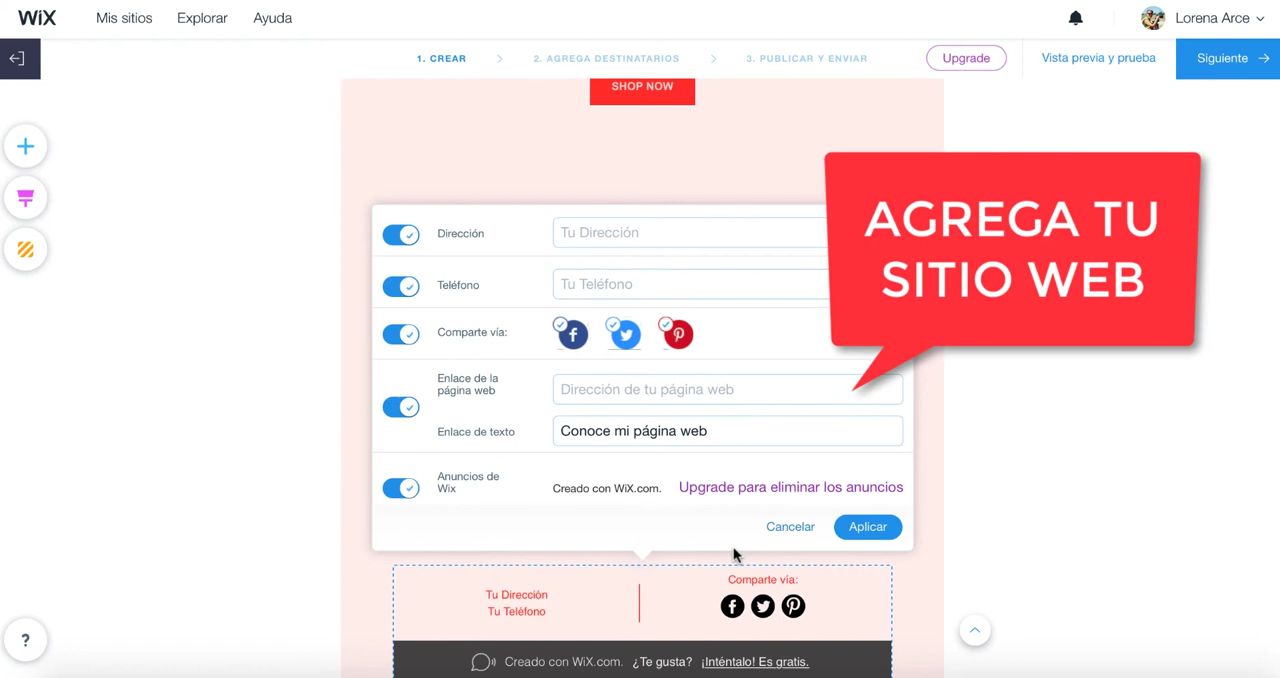 WiX
Mis sitios
Explorar
Ayuda
Lorena Arce
1. CREAR
2. AGREGA DESTINATARIOS
3. PUBLICAR Y ENVIAR
Upgrade
Vista previa y prueba
Siguiente
SHOP NOW
AGREGA TU
SITIO WEB
Dirección
Tu Dirección
Teléfono
Tu Teléfono
Comparte vía:
Enlace de la
página web
Dirección de tu página web
Enlace de texto
Conoce mi página web
Anuncios de
Wix
Creado con WiX.com.
Upgrade para eliminar los anuncios
Cancelar
Aplicar
Tu Dirección
Tu Teléfono
Comparte vía:
Creado con WiX.com. ¿Te gusta? ¡Inténtalo! Es gratis.
?